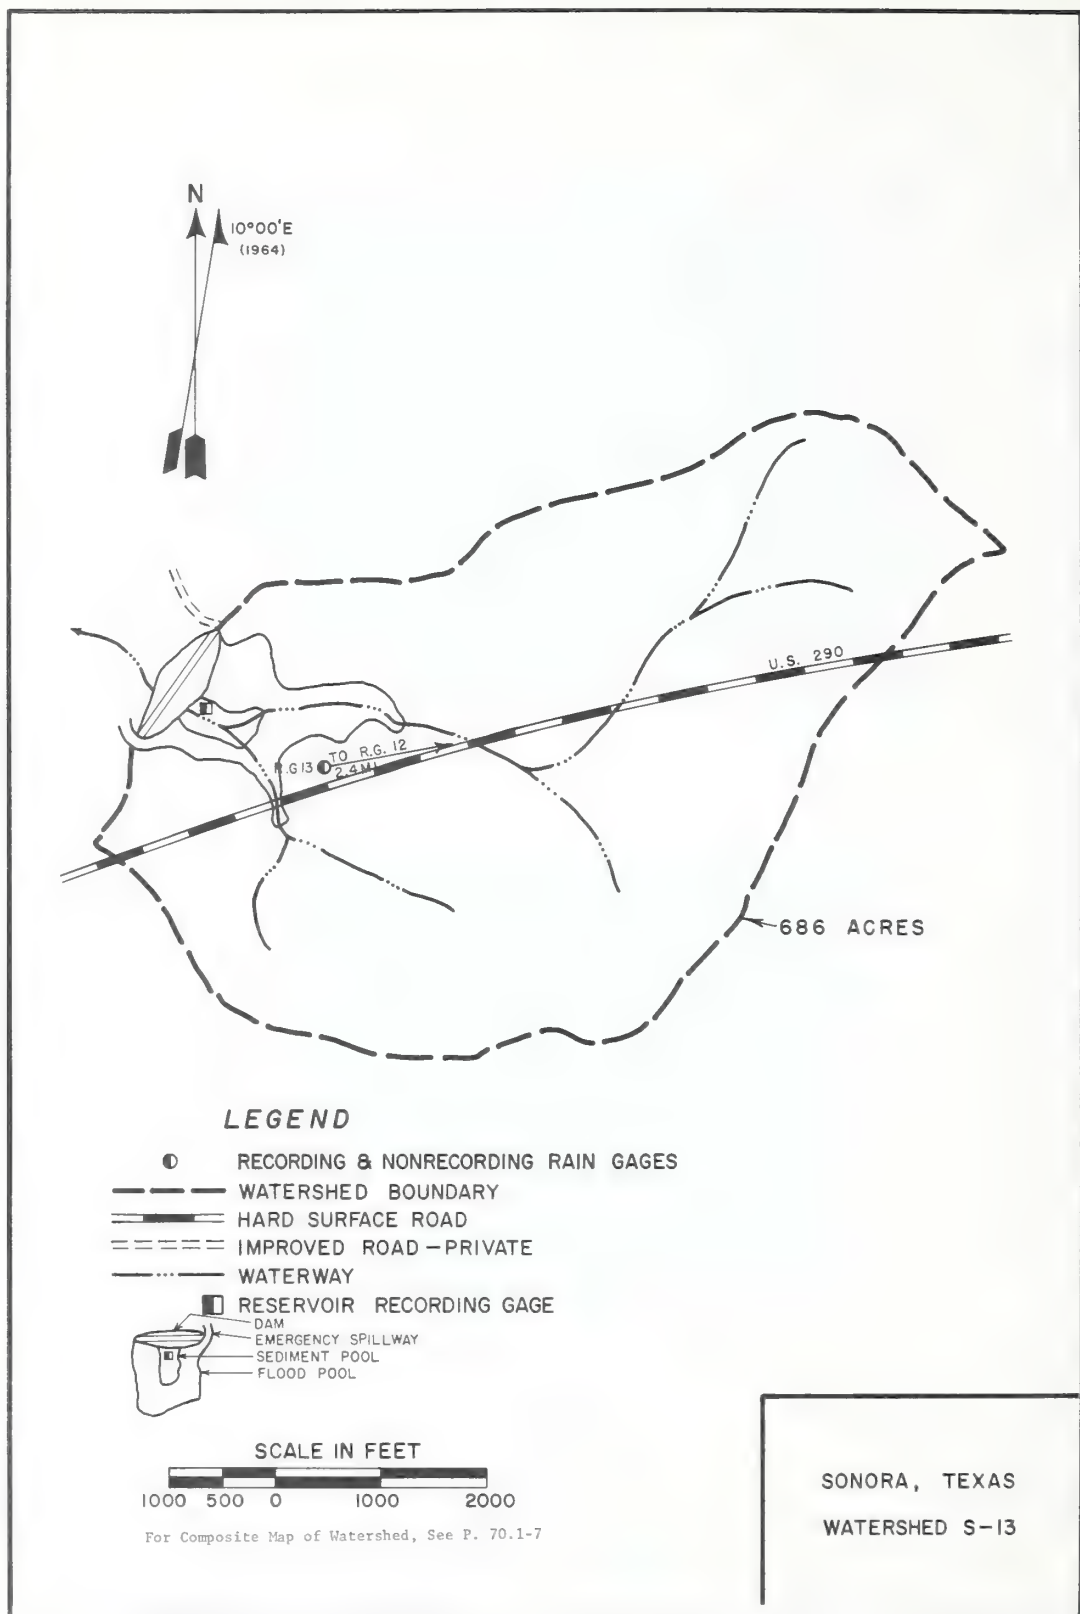 N
10°00'E
(1964)
U.S. 290
R.G 13
TO R.G. 12
2.4 MI.
686 ACRES
LEGEND
RECORDING & NONRECORDING RAIN GAGES
WATERSHED BOUNDARY
HARD SURFACE ROAD
IMPROVED ROAD – PRIVATE
WATERWAY
RESERVOIR RECORDING GAGE
DAM
EMERGENCY SPILLWAY
SEDIMENT POOL
FLOOD POOL
SCALE IN FEET
1000 500 0 1000 2000
For Composite Map of Watershed, See P. 70.1-7
SONORA, TEXAS
WATERSHED S-13